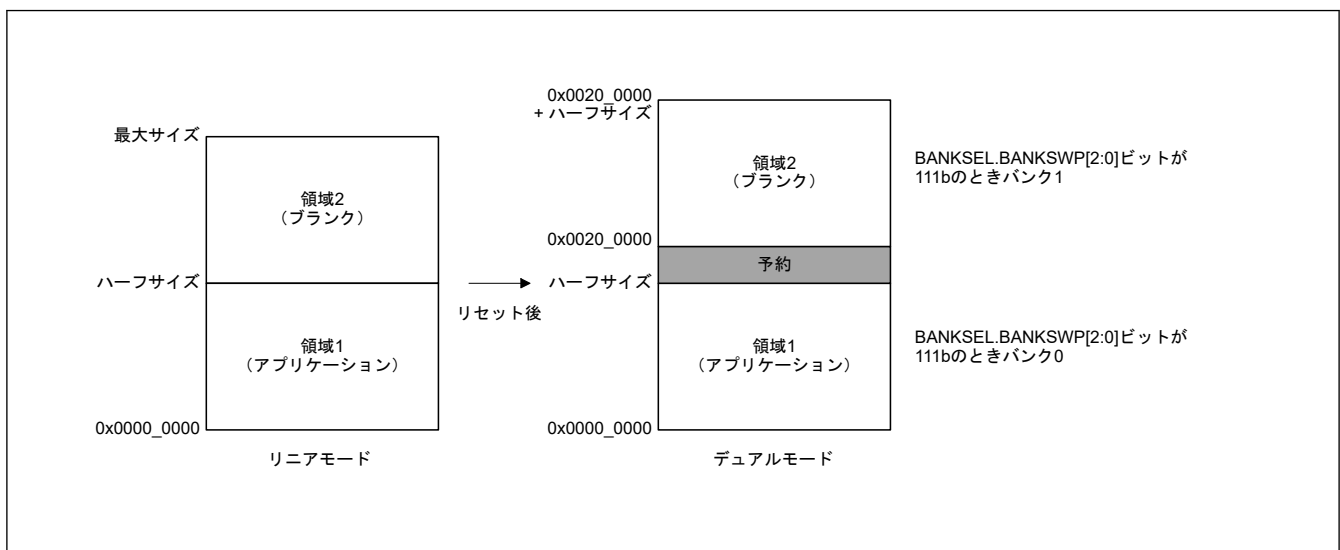 最大サイズ
領域2
（ブランク）
ハーフサイズ
領域1
（アプリケーション）
0x0000_0000
リニアモード
リセット後
0x0020_0000
+ ハーフサイズ
領域2
（ブランク）
0x0020_0000
予約
ハーフサイズ
領域1
（アプリケーション）
0x0000_0000
デュアルモード
BANKSEL.BANKSWP[2:0]ビットが
111bのときバンク1
BANKSEL.BANKSWP[2:0]ビットが
111bのときバンク0